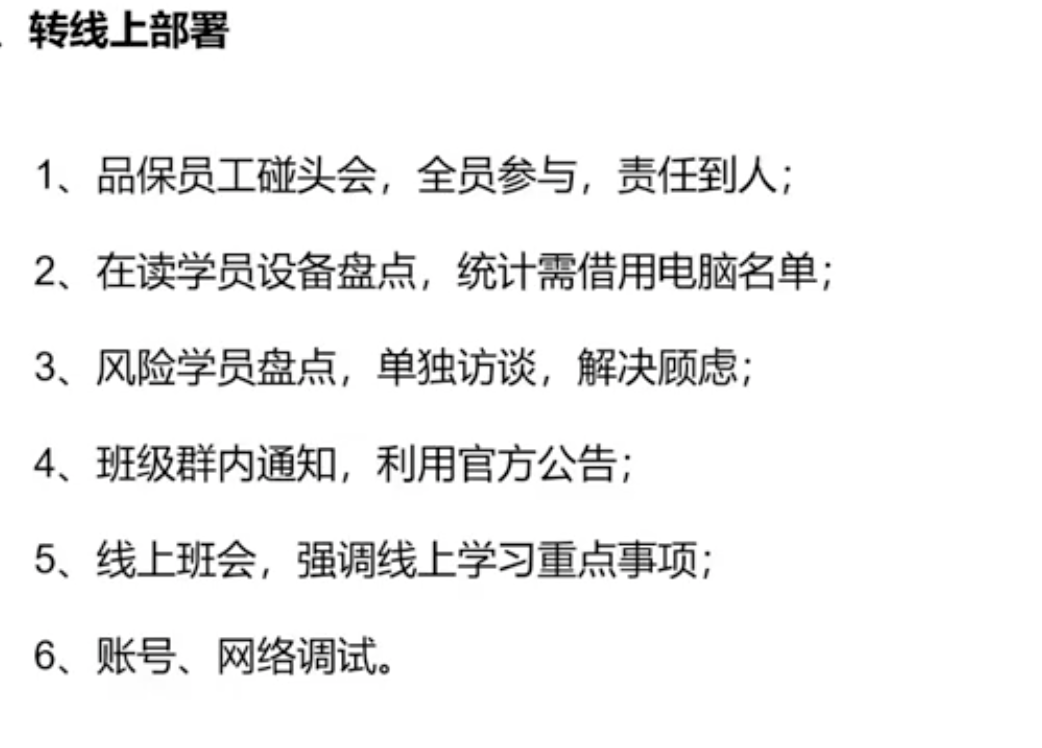 、转线上部署
1、品保员工碰头会，全员参与，责任到人；
2、在读学员设备盘点，统计需借用电脑名单；
3、风险学员盘点，单独访谈，解决顾虑；
4、班级群内通知，利用官方公告；
5、线上班会，强调线上学习重点事项；
6、账号、网络调试。